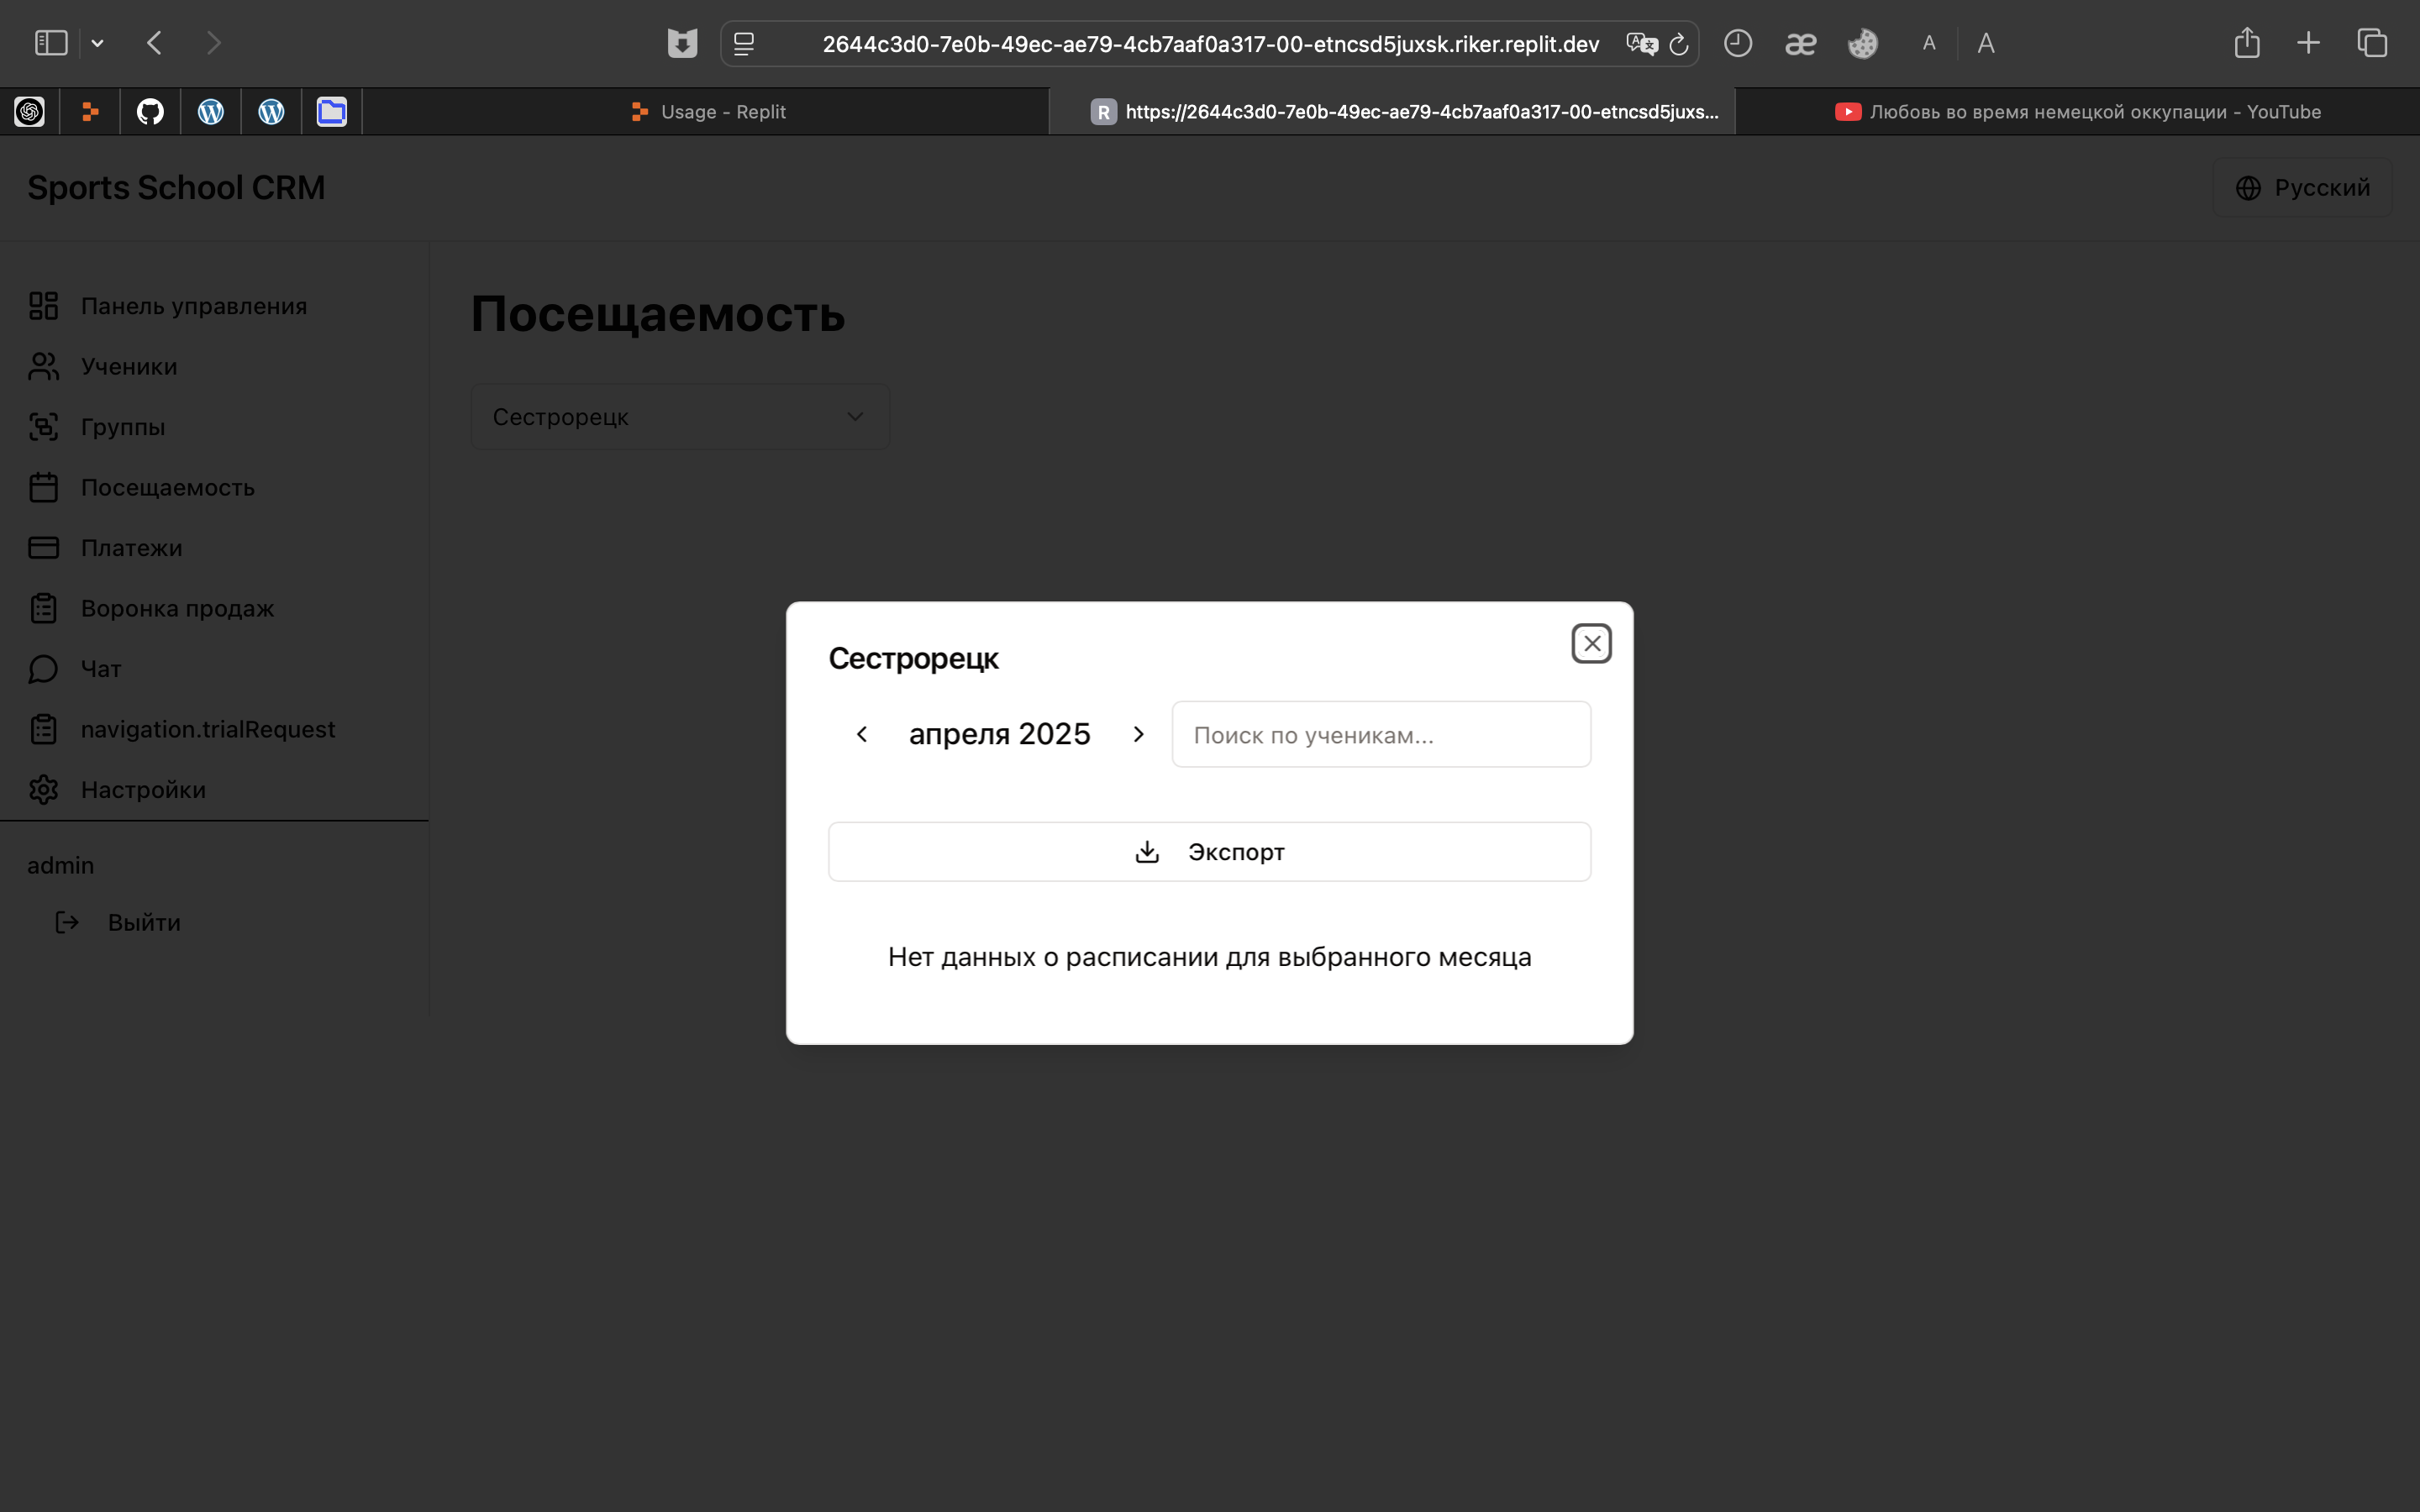 2644c3d0-7e0b-49ec-ae79-4cb7aaf0a317-00-etncsd5juxsk.riker.replit.dev
A A
Usage - Replit
R https://2644c3d0-7e0b-49ec-ae79-4cb7aaf0a317-00-etncsd5juxs...
Любовь во время немецкой оккупации - YouTube
Sports School CRM
Русский
Панель управления
Ученики
Группы
Посещаемость
Платежи
Воронка продаж
Чат
navigation.trialRequest
Настройки
admin
Выйти
Посещаемость
Сестрорецк
Сестрорецк
апреля 2025
Поиск по ученикам...
Экспорт
Нет данных о расписании для выбранного месяца